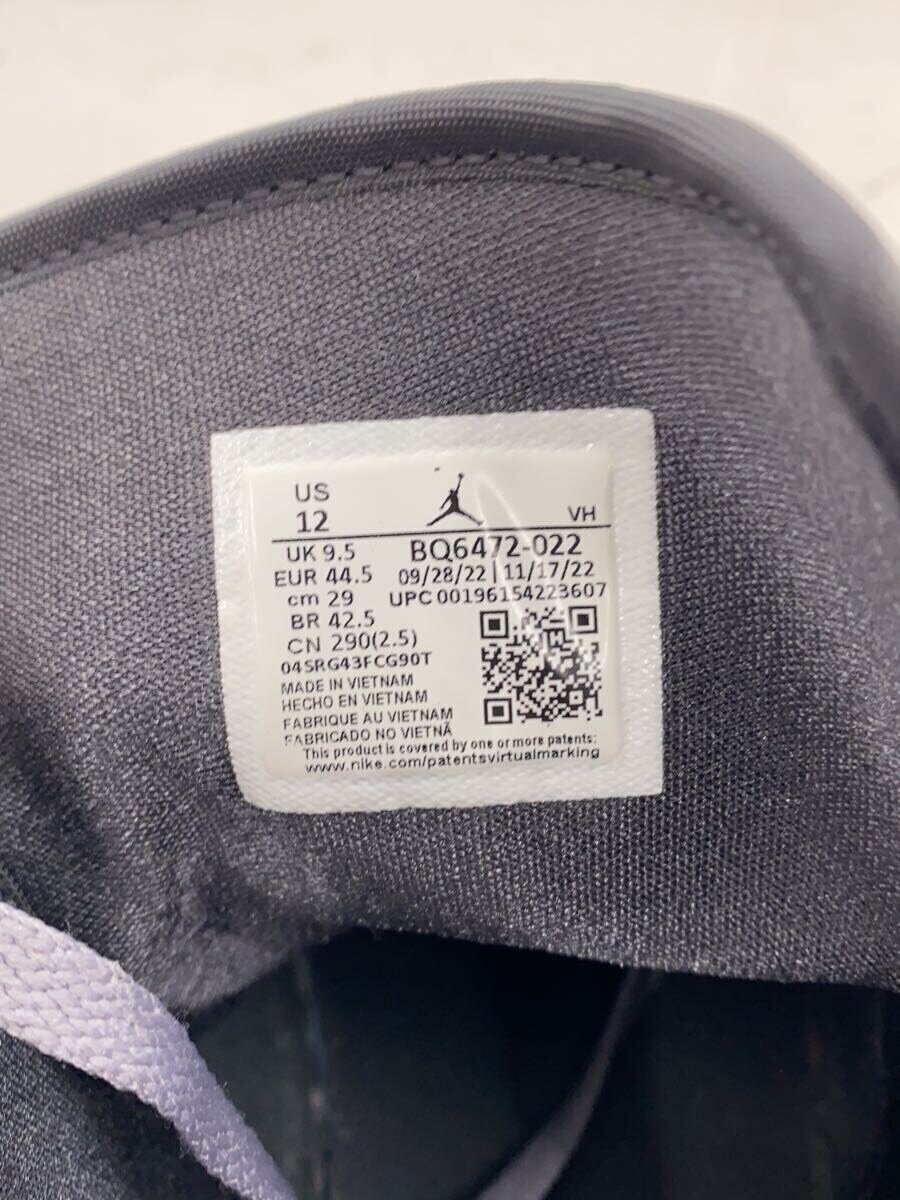 US
12
VH
UK 9.5
BQ6472-022
EUR 44.5
09/28/22 | 11/17/22
cm 29
UPC 00196154223607
BR 42.5
CN 290(2.5)
04SRG43FCG90T
MADE IN VIETNAM
HECHO EN VIETNAM
FABRIQUE AU VIETNAM
FABRICADO NO VIETNÃ
This product is covered by one or more patents:
www.nike.com/patentsvirtualmarking